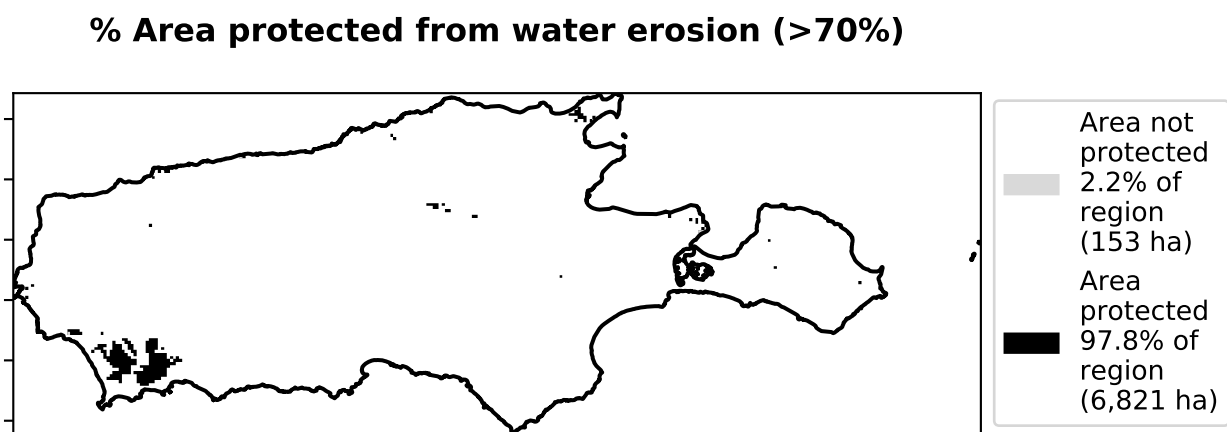 % Area protected from water erosion (>70%)
Area not
protected
2.2% of
region
(153 ha)
Area
protected
97.8% of
region
(6,821 ha)